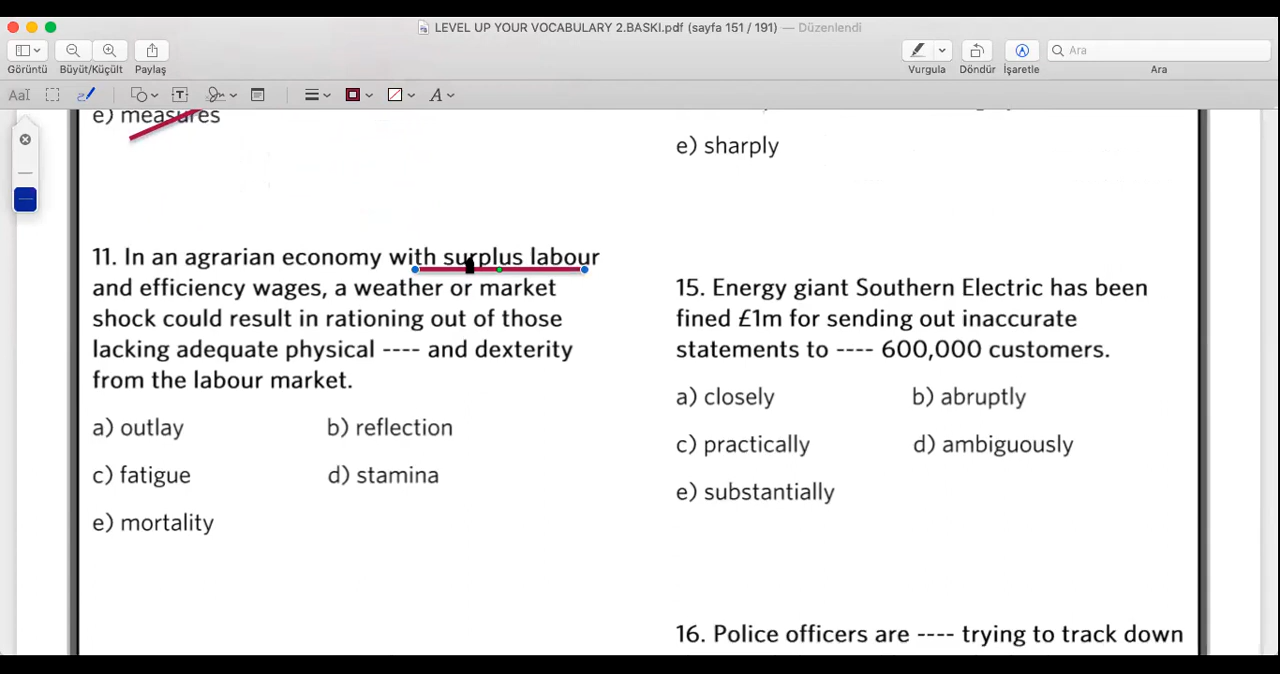 LEVEL UP YOUR VOCABULARY 2.BASKI.pdf (sayfa 151 / 191) — Düzenlendi
Ara
Görüntü Büyüt/Küçült Paylaş Vurgula Döndür İşaretle Ara
AaI T A
e) measures
11. In an agrarian economy with surplus labour
and efficiency wages, a weather or market
shock could result in rationing out of those
lacking adequate physical ---- and dexterity
from the labour market.
a) outlay b) reflection
c) fatigue d) stamina
e) mortality
e) sharply
15. Energy giant Southern Electric has been
fined £1m for sending out inaccurate
statements to ---- 600,000 customers.
a) closely b) abruptly
c) practically d) ambiguously
e) substantially
16. Police officers are ---- trying to track down